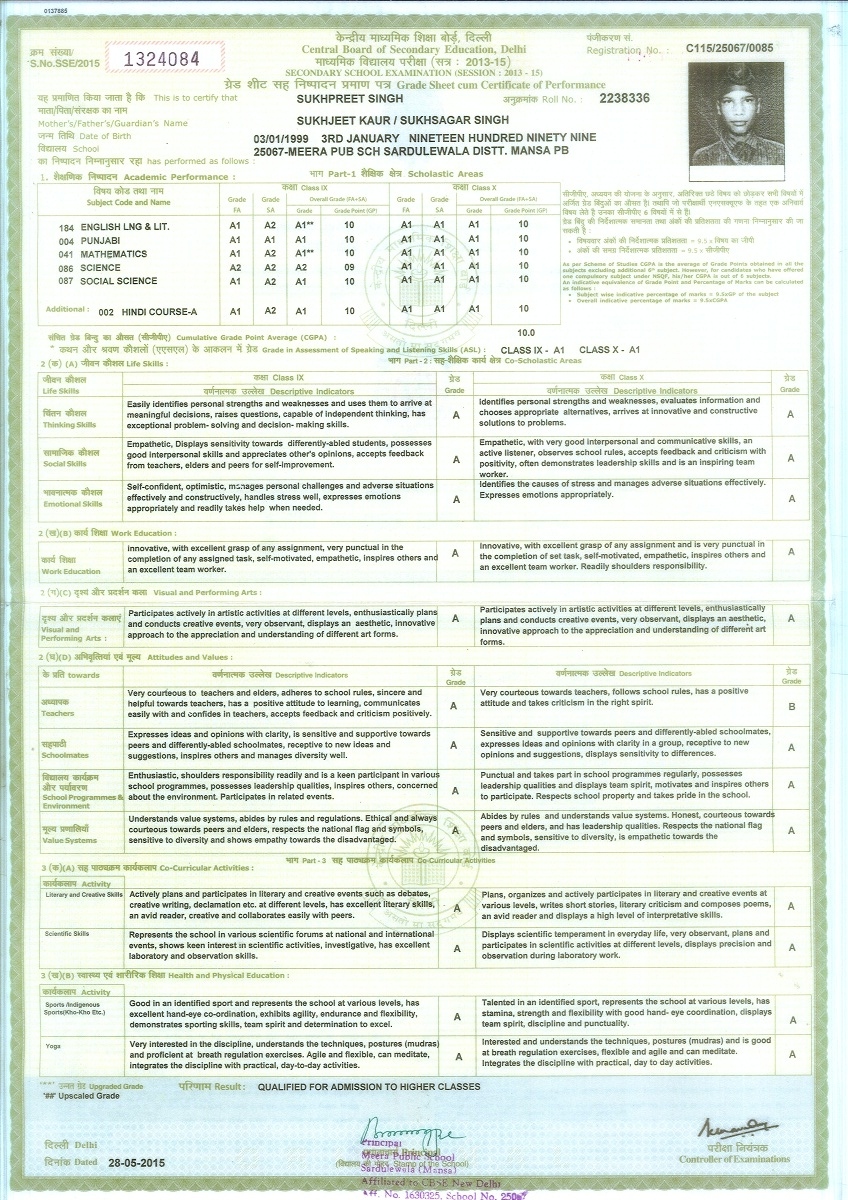 0137885
केन्द्रीय माध्यमिक शिक्षा बोर्ड, दिल्ली
पंजीकरण सं.
क्रम संख्या/
S.No.SSE/2015
1324084
Central Board of Secondary Education, Delhi
Registration No. : C115/25067/0085
माध्यमिक विद्यालय परीक्षा (सत्र : 2013-15)
SECONDARY SCHOOL EXAMINATION (SESSION : 2013 - 15)
ग्रेड शीट सह निष्पादन प्रमाण पत्र Grade Sheet cum Certificate of Performance
यह प्रमाणित किया जाता है कि This is to certify that SUKHPREET SINGH अनुक्रमांक Roll No. : 2238336
माता/पिता/संरक्षक का नाम
Mother's/Father's/Guardian's Name SUKHJEET KAUR / SUKHSAGAR SINGH
जन्म तिथि Date of Birth 03/01/1999 3RD JANUARY NINETEEN HUNDRED NINETY NINE
विद्यालय School 25067-MEERA PUB SCH SARDULEWALA DISTT. MANSA PB
का निष्पादन निम्नानुसार रहा has performed as follows :
1. शैक्षणिक निष्पादन Academic Performance : भाग Part-1 शैक्षिक क्षेत्र Scholastic Areas
विषय कोड तथा नाम
Subject Code and Name
कक्षा Class IX कक्षा Class X
Grade FA Grade SA Overall Grade (FA+SA) Grade Grade Point (GP) Grade FA Grade SA Overall Grade (FA+SA) Grade Grade Point (GP)
184 ENGLISH LNG & LIT. A1 A2 A1** 10 A1 A1 A1 10
004 PUNJABI A1 A1 A1 10 A1 A1 A1 10
041 MATHEMATICS A1 A2 A1** 10 A1 A1 A1 10
086 SCIENCE A2 A2 A2 09 A1 A1 A1 10
087 SOCIAL SCIENCE A1 A1 A1 10 A1 A1 A1 10
Additional : 002 HINDI COURSE-A A1 A2 A1 10 A1 A1 A1 10
As per Scheme of Studies CGPA is the average of Grade Points obtained in all the
subjects excluding additional 6th subject. However, for candidates who have offered
one compulsory subject under NSQF, his/her CGPA is out of 5 subjects.
An indicative equivalence of Grade Point and Percentage of Marks can be calculated
as follows :
• Subject wise indicative percentage of marks = 9.5xGP of the subject
• Overall indicative percentage of marks = 9.5xCGPA
संचित ग्रेड बिन्दु का औसत (सीजीपीए) Cumulative Grade Point Average (CGPA) : 10.0
* कथन और श्रवण कौशलों (एएसएल) के आकलन में ग्रेड Grade in Assessment of Speaking and Listening Skills (ASL) : CLASS IX - A1 CLASS X - A1
भाग Part - 2 : सह-शैक्षिक क्षेत्र Co-Scholastic Areas
2 (क) (A) जीवन कौशल Life Skills :
जीवन कौशल
Life Skills
कक्षा Class IX
वर्णनात्मक उल्लेख Descriptive Indicators
ग्रेड
Grade
कक्षा Class X
वर्णनात्मक उल्लेख Descriptive Indicators
ग्रेड
Grade
चिंतन कौशल
Thinking Skills
Easily identifies personal strengths and weaknesses and uses them to arrive at
meaningful decisions, raises questions, capable of independent thinking, has
exceptional problem- solving and decision- making skills.
A
Identifies personal strengths and weaknesses, evaluates information and
chooses appropriate alternatives, arrives at innovative and constructive
solutions to problems.
A
सामाजिक कौशल
Social Skills
Empathetic, Displays sensitivity towards differently-abled students, possesses
good interpersonal skills and appreciates other's opinions, accepts feedback
from teachers, elders and peers for self-improvement.
A
Empathetic, with very good interpersonal and communicative skills, an
active listener, observes school rules, accepts feedback and criticism with
positivity, often demonstrates leadership skills and is an inspiring team
worker.
A
भावनात्मक कौशल
Emotional Skills
Self-confident, optimistic, manages personal challenges and adverse situations
effectively and constructively, handles stress well, expresses emotions
appropriately and readily takes help when needed.
A
Identifies the causes of stress and manages adverse situations effectively.
Expresses emotions appropriately.
A
2 (ख)(B) कार्य शिक्षा Work Education :
कार्य शिक्षा
Work Education
Innovative, with excellent grasp of any assignment, very punctual in the
completion of any assigned task, self-motivated, empathetic, inspires others and
an excellent team worker.
A
Innovative, with excellent grasp of any assignment and is very punctual in
the completion of set task, self-motivated, empathetic, inspires others and
an excellent team worker. Readily shoulders responsibility.
A
2 (ग)(C) दृश्य और प्रदर्शन कला Visual and Performing Arts :
दृश्य और प्रदर्शन कलाएं
Visual and
Performing Arts :
Participates actively in artistic activities at different levels, enthusiastically plans
and conducts creative events, very observant, displays an aesthetic, innovative
approach to the appreciation and understanding of different art forms.
A
Participates actively in artistic activities at different levels, enthusiastically
plans and conducts creative events, very observant, displays an aesthetic,
innovative approach to the appreciation and understanding of different art
forms.
A
2 (घ)(D) अभिवृत्तियां एवं मूल्य Attitudes and Values :
के प्रति towards
वर्णनात्मक उल्लेख Descriptive Indicators
ग्रेड
Grade
वर्णनात्मक उल्लेख Descriptive Indicators
ग्रेड
Grade
अध्यापक
Teachers
Very courteous to teachers and elders, adheres to school rules, sincere and
helpful towards teachers, has a positive attitude to learning, communicates
easily with and confides in teachers, accepts feedback and criticism positively.
A
Very courteous towards teachers, follows school rules, has a positive
attitude and takes criticism in the right spirit.
B
सहपाठी
Schoolmates
Expresses ideas and opinions with clarity, is sensitive and supportive towards
peers and differently-abled schoolmates, receptive to new ideas and
suggestions, inspires others and manages diversity well.
A
Sensitive and supportive towards peers and differently-abled schoolmates,
expresses ideas and opinions with clarity in a group, receptive to new
opinions and suggestions, displays sensitivity to differences.
A
विद्यालय कार्यक्रम
और पर्यावरण
School Programmes &
Environment
Enthusiastic, shoulders responsibility readily and is a keen participant in various
school programmes, possesses leadership qualities, inspires others, concerned
about the environment. Participates in related events.
A
Punctual and takes part in school programmes regularly, possesses
leadership qualities and displays team spirit, motivates and inspires others
to participate. Respects school property and takes pride in the school.
A
मूल्य प्रणालियाँ
Value Systems
Understands value systems, abides by rules and regulations. Ethical and always
courteous towards peers and elders, respects the national flag and symbols,
sensitive to diversity and shows empathy towards the disadvantaged.
A
Abides by rules and understands value systems. Honest, courteous towards
peers and elders, and has leadership qualities. Respects the national flag
and symbols, sensitive to diversity, is empathetic towards the
disadvantaged.
A
भाग Part - 3 सह पाठ्यक्रम कार्यकलाप Co-Curricular Activities
3 (क)(A) सह पाठ्यक्रम कार्यकलाप Co-Curricular Activities :
कार्यकलाप Activity
Literary and Creative Skills
Actively plans and participates in literary and creative events such as debates,
creative writing, declamation etc. at different levels, has excellent literary skills,
an avid reader, creative and collaborates easily with peers.
A
Plans, organizes and actively participates in literary and creative events at
various levels, writes short stories, literary criticism and composes poems,
an avid reader and displays a high level of interpretative skills.
A
Scientific Skills
Represents the school in various scientific forums at national and international
events, shows keen interest in scientific activities, investigative, has excellent
laboratory and observation skills.
A
Displays scientific temperament in everyday life, very observant, plans and
participates in scientific activities at different levels, displays precision and
observation during laboratory work.
A
3 (ख)(B) स्वास्थ्य एवं शारीरिक शिक्षा Health and Physical Education :
कार्यकलाप Activity
Sports /Indigenous
Sports(Kho-Kho Etc.)
Good in an identified sport and represents the school at various levels, has
excellent hand-eye co-ordination, exhibits agility, endurance and flexibility,
demonstrates sporting skills, team spirit and determination to excel.
A
Talented in an identified sport, represents the school at various levels, has
stamina, strength and flexibility with good hand- eye coordination, displays
team spirit, discipline and punctuality.
A
Yoga
Very interested in the discipline, understands the techniques, postures (mudras)
and proficient at breath regulation exercises. Agile and flexible, can meditate,
integrates the discipline with practical, day-to-day activities.
A
Interested and understands the techniques, postures (mudras) and is good
at breath regulation exercises, flexible and agile and can meditate.
Integrates the discipline with practical, day to day activities.
A
'**' उन्नत ग्रेड Upgraded Grade परिणाम Result : QUALIFIED FOR ADMISSION TO HIGHER CLASSES
'##' Upscaled Grade
दिल्ली Delhi
दिनांक Dated 28-05-2015
Principal
Principal
Meera Public School
(Stamp of the School)
Sardulewala (Mansa)
Affiliated to CBSE New Delhi
Aff. No. 1630325, School No. 250
परीक्षा नियंत्रक
Controller of Examinations